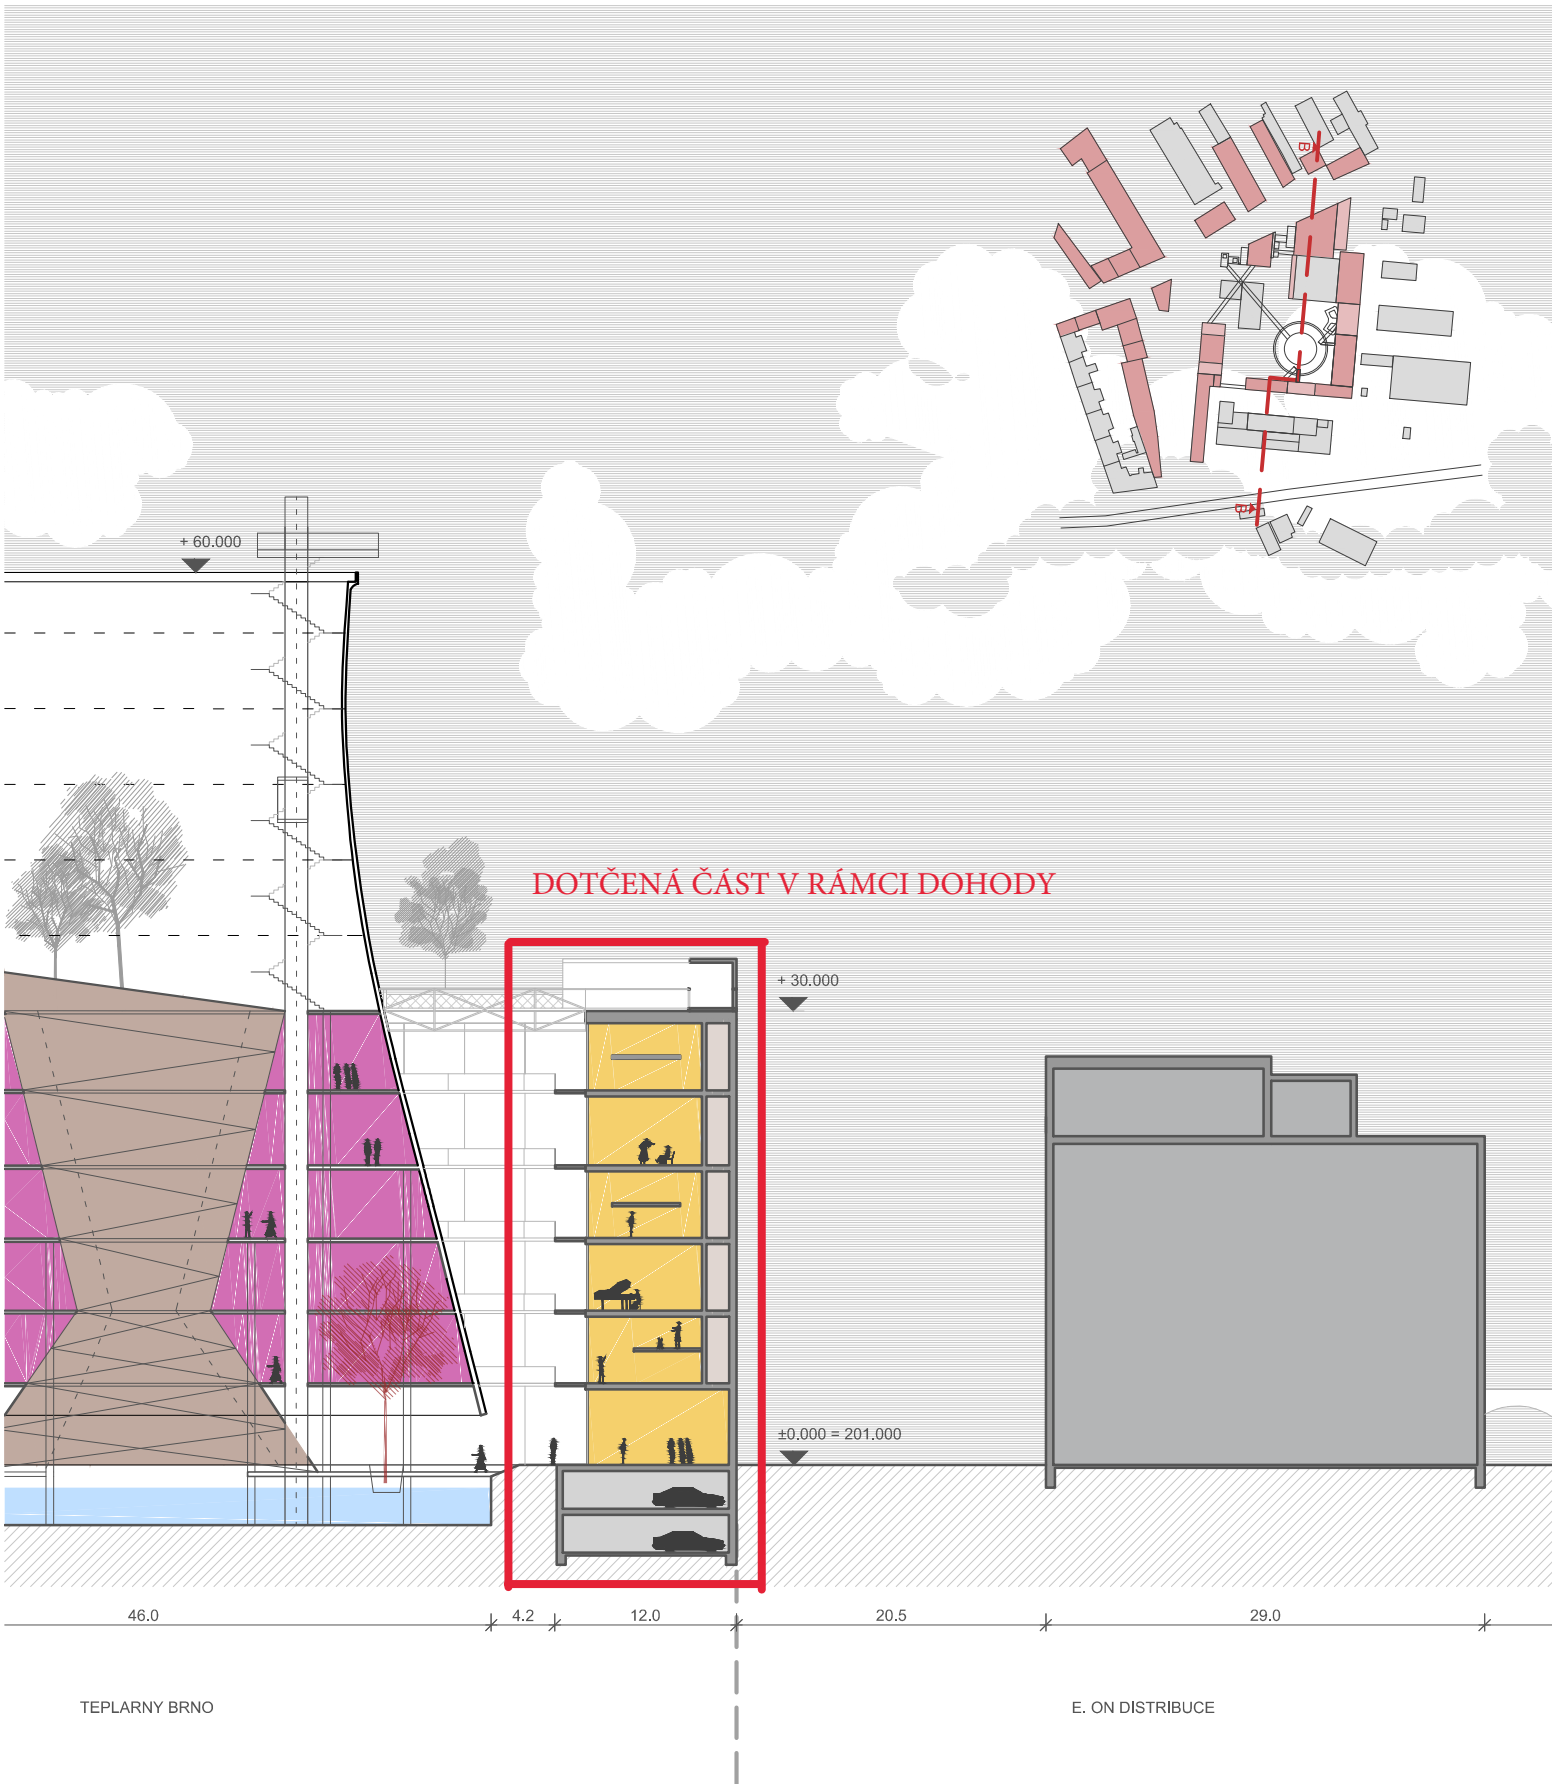 B
B
+ 60.000
DOTČENÁ ČÁST V RÁMCI DOHODY
+ 30.000
±0.000 = 201.000
46.0 4.2 12.0 20.5 29.0
TEPLARNY BRNO E. ON DISTRIBUCE